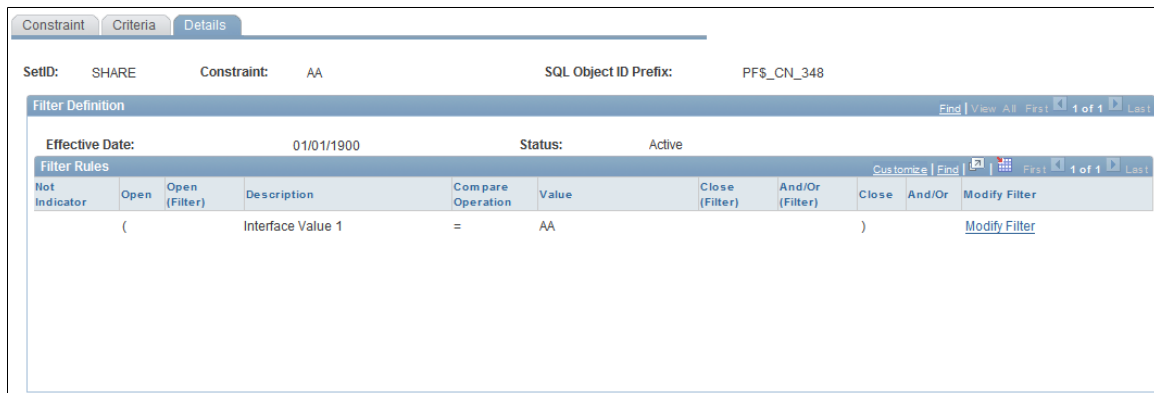 Constraint Criteria Details
SetID: SHARE Constraint: AA SQL Object ID Prefix: PF$_CN_348
Filter Definition Find | View All First 1 of 1 Last
Effective Date: 01/01/1900 Status: Active
Filter Rules Customize | Find | | First 1 of 1 Last
Not Indicator Open Open (Filter) Description Compare Operation Value Close (Filter) And/Or (Filter) Close And/Or Modify Filter
( Interface Value 1 = AA ) Modify Filter